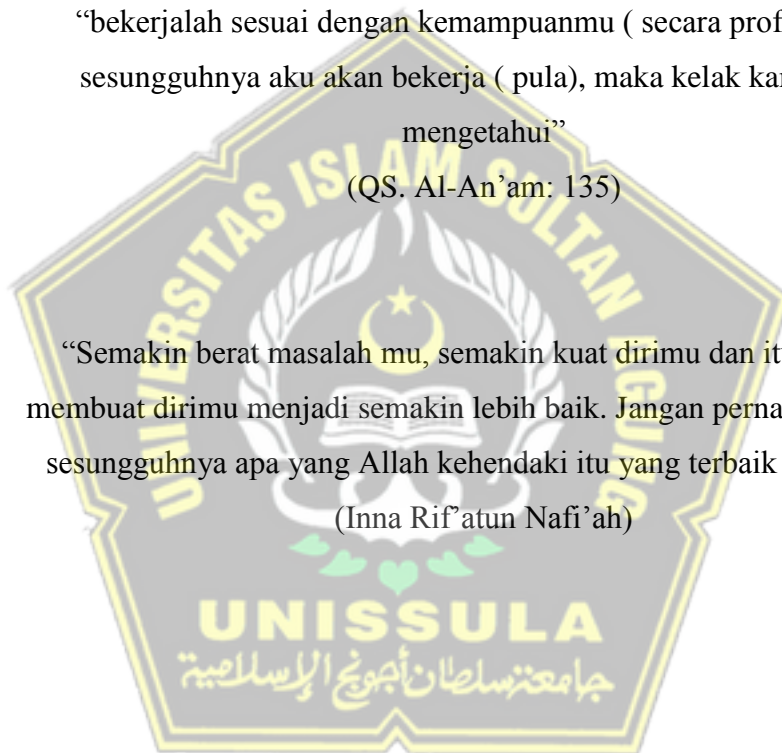 “bekerjalah sesuai dengan kemampuanmu ( secara prof
sesungguhnya aku akan bekerja ( pula), maka kelak ka
mengetahui”
(QS. Al-An’am: 135)
UNIVERSITAS ISLAM SULTAN AGUNG
“Semakin berat masalah mu, semakin kuat dirimu dan it
membuat dirimu menjadi semakin lebih baik. Jangan perna
sesungguhnya apa yang Allah kehendaki itu yang terbaik
(Inna Rif’atun Nafi’ah)
UNISSULA
جامعة سلطان أجونج الإسلامية